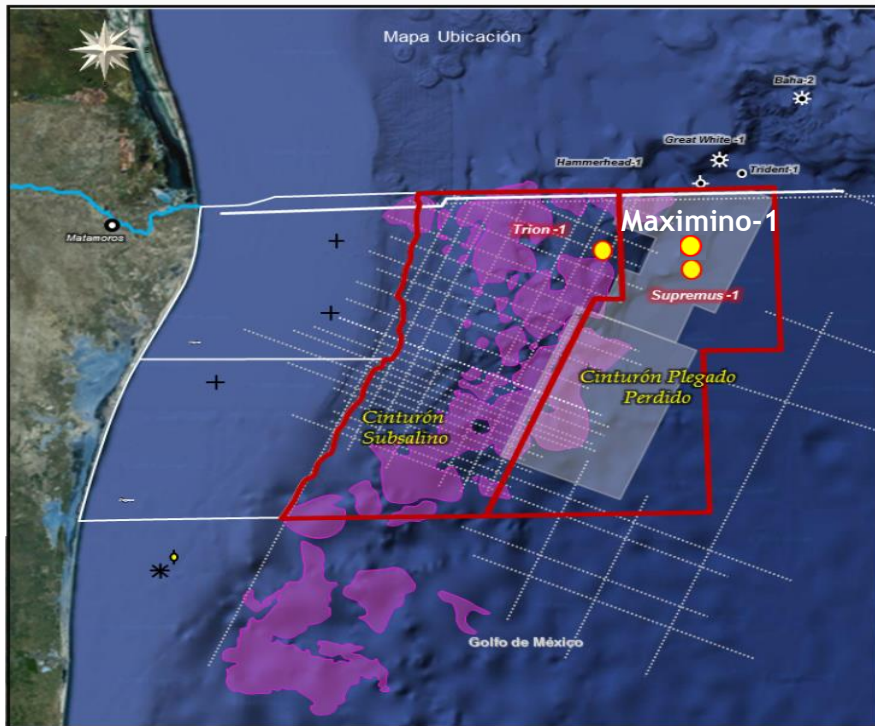 Mapa Ubicación
Baha-2
Great White -1
Hammerhead-1
Trident-1
Matamoros
Trion -1
Maximino-1
Supremus -1
Cinturón Plegado
Perdido
Cinturón
Subsalino
Golfo de México